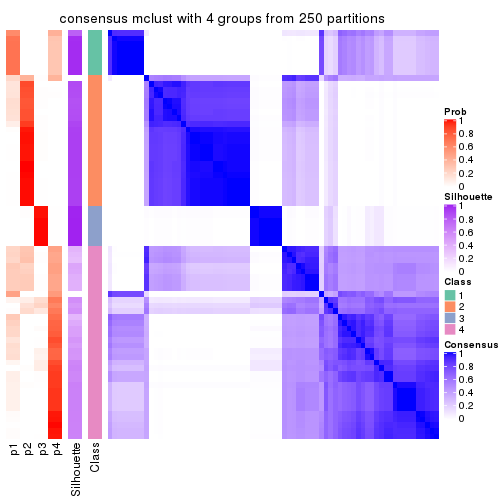 consensus mclust with 4 groups from 250 partitions
Prob
1
0.8
0.6
0.4
0.2
0
Silhouette
1
0.8
0.6
0.4
0.2
0
Class
1
2
3
4
Consensus
1
0.8
0.6
0.4
0.2
0
p1
p2
p3
p4
Silhouette
Class